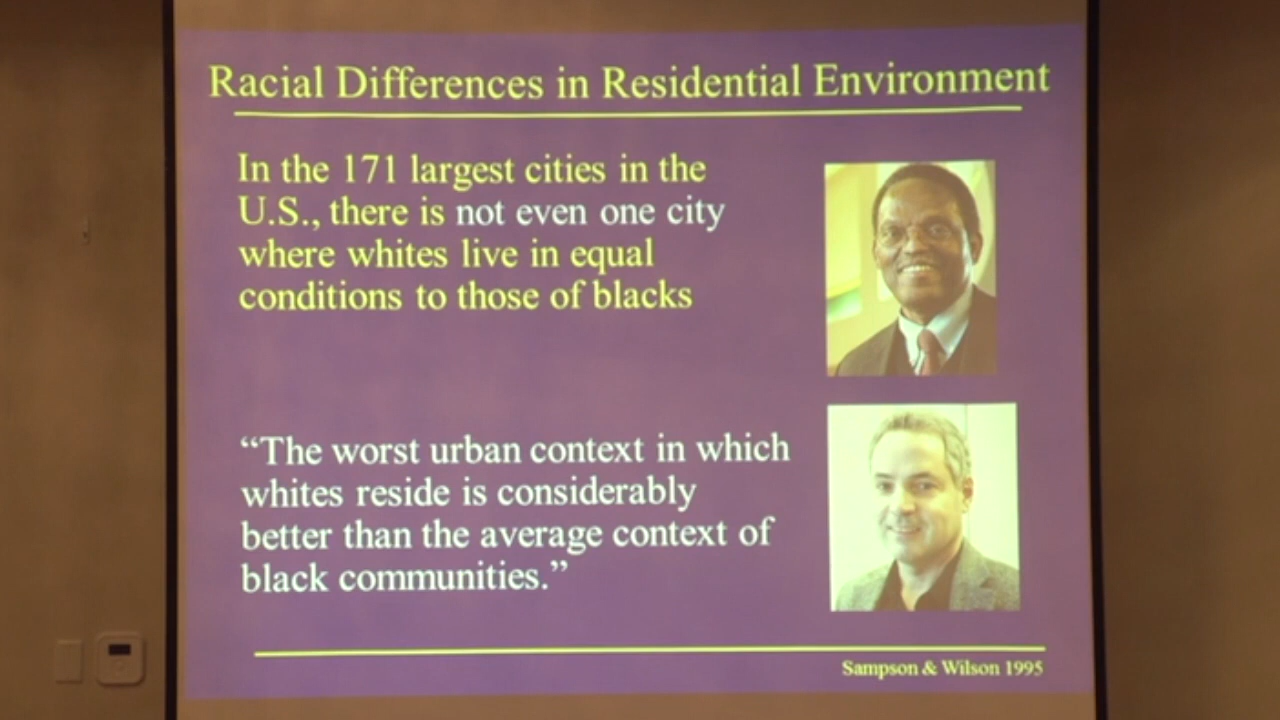 Racial Differences in Residential Environment
In the 171 largest cities in the
U.S., there is not even one city
where whites live in equal
conditions to those of blacks
“The worst urban context in which
whites reside is considerably
better than the average context of
black communities.”
Sampson & Wilson 1995